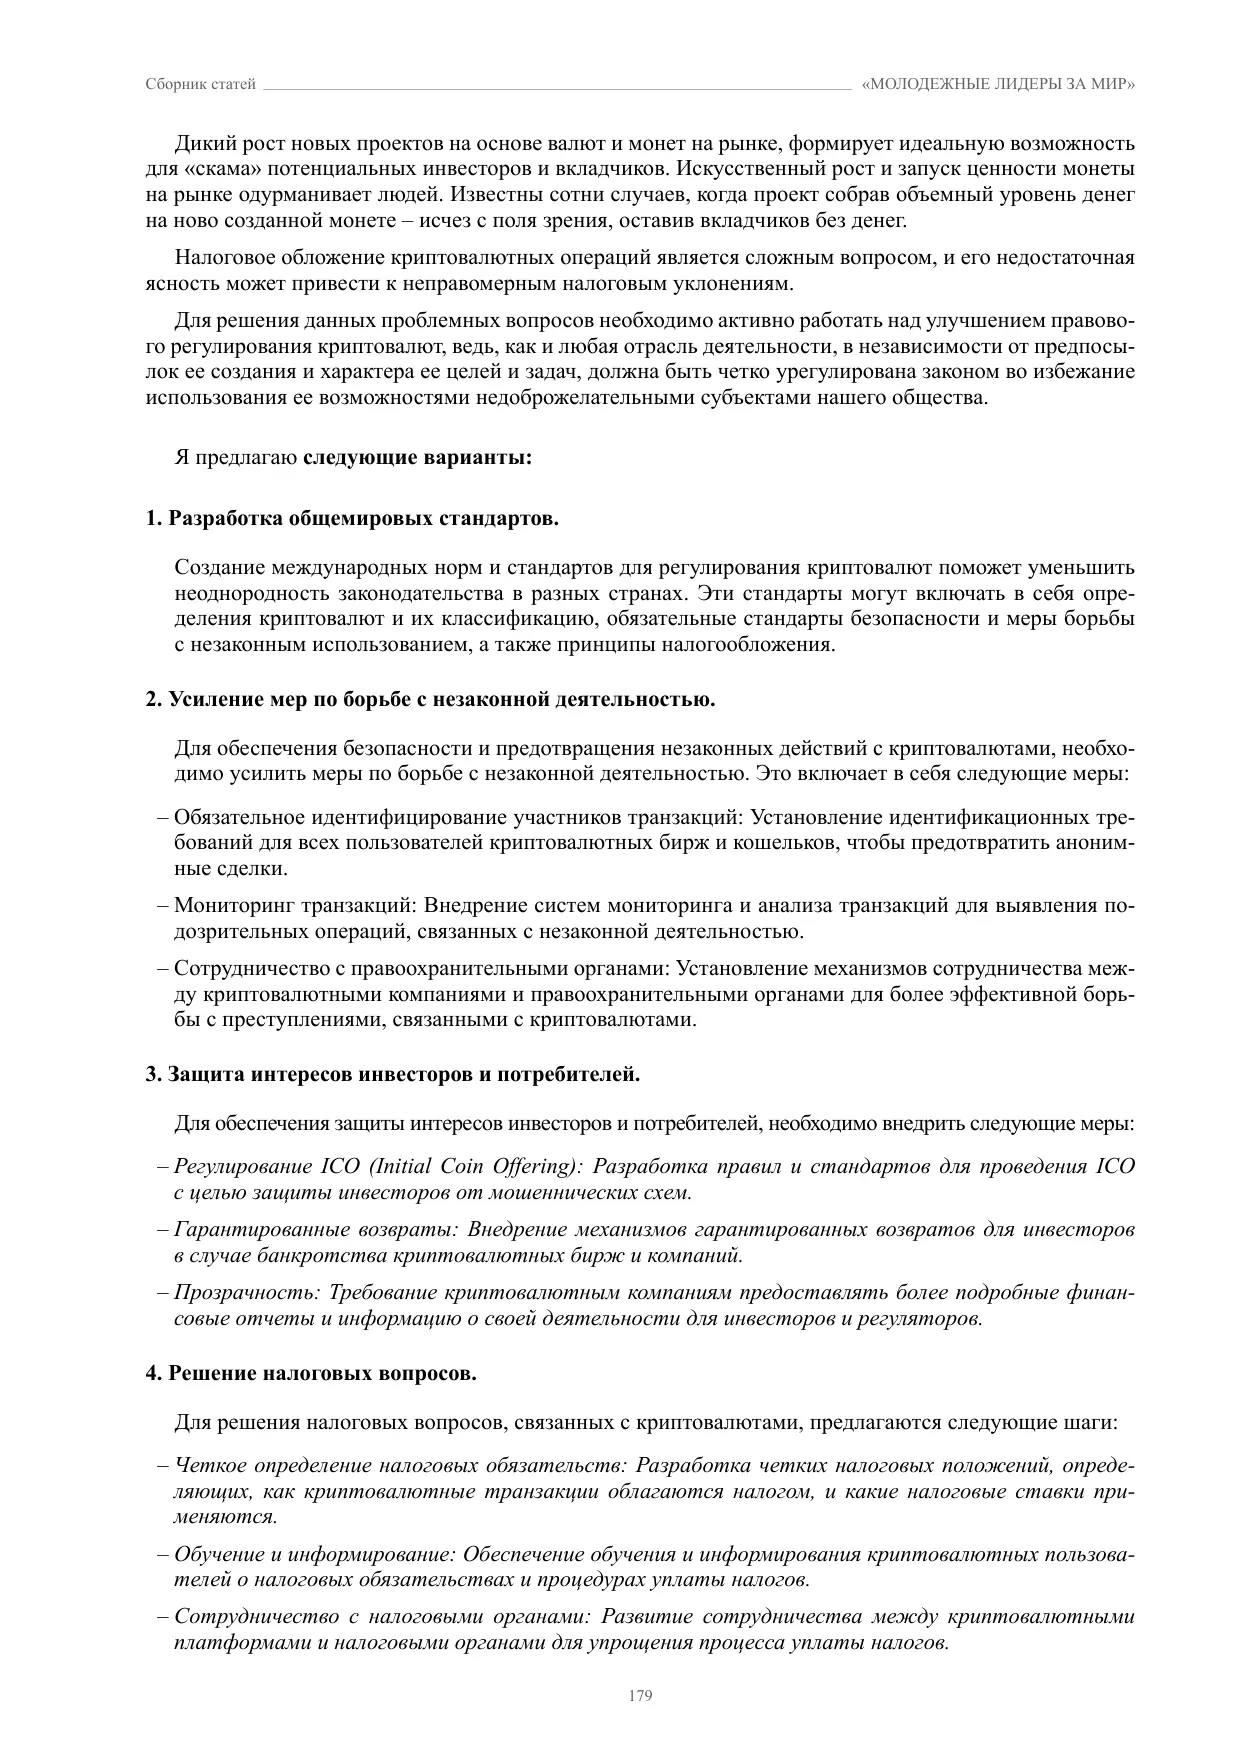 Сборник статей «МОЛОДЕЖНЫЕ ЛИДЕРЫ ЗА МИР»
Дикий рост новых проектов на основе валют и монет на рынке, формирует идеальную возможность
для «скама» потенциальных инвесторов и вкладчиков. Искусственный рост и запуск ценности монеты
на рынке одурманивает людей. Известны сотни случаев, когда проект собрав объемный уровень денег
на ново созданной монете – исчез с поля зрения, оставив вкладчиков без денег.
Налоговое обложение криптовалютных операций является сложным вопросом, и его недостаточная
ясность может привести к неправомерным налоговым уклонениям.
Для решения данных проблемных вопросов необходимо активно работать над улучшением правово-
го регулирования криптовалют, ведь, как и любая отрасль деятельности, в независимости от предпосы-
лок ее создания и характера ее целей и задач, должна быть четко урегулирована законом во избежание
использования ее возможностями недоброжелательными субъектами нашего общества.
Я предлагаю следующие варианты:
1. Разработка общемировых стандартов.
Создание международных норм и стандартов для регулирования криптовалют поможет уменьшить
неоднородность законодательства в разных странах. Эти стандарты могут включать в себя опре-
деления криптовалют и их классификацию, обязательные стандарты безопасности и меры борьбы
с незаконным использованием, а также принципы налогообложения.
2. Усиление мер по борьбе с незаконной деятельностью.
Для обеспечения безопасности и предотвращения незаконных действий с криптовалютами, необхо-
димо усилить меры по борьбе с незаконной деятельностью. Это включает в себя следующие меры:
– Обязательное идентифицирование участников транзакций: Установление идентификационных тре-
бований для всех пользователей криптовалютных бирж и кошельков, чтобы предотвратить аноним-
ные сделки.
– Мониторинг транзакций: Внедрение систем мониторинга и анализа транзакций для выявления по-
дозрительных операций, связанных с незаконной деятельностью.
– Сотрудничество с правоохранительными органами: Установление механизмов сотрудничества меж-
ду криптовалютными компаниями и правоохранительными органами для более эффективной борь-
бы с преступлениями, связанными с криптовалютами.
3. Защита интересов инвесторов и потребителей.
Для обеспечения защиты интересов инвесторов и потребителей, необходимо внедрить следующие меры:
– Регулирование ICO (Initial Coin Offering): Разработка правил и стандартов для проведения ICO
с целью защиты инвесторов от мошеннических схем.
– Гарантированные возвраты: Внедрение механизмов гарантированных возвратов для инвесторов
в случае банкротства криптовалютных бирж и компаний.
– Прозрачность: Требование криптовалютным компаниям предоставлять более подробные финан-
совые отчеты и информацию о своей деятельности для инвесторов и регуляторов.
4. Решение налоговых вопросов.
Для решения налоговых вопросов, связанных с криптовалютами, предлагаются следующие шаги:
– Четкое определение налоговых обязательств: Разработка четких налоговых положений, опреде-
ляющих, как криптовалютные транзакции облагаются налогом, и какие налоговые ставки при-
меняются.
– Обучение и информирование: Обеспечение обучения и информирования криптовалютных пользова-
телей о налоговых обязательствах и процедурах уплаты налогов.
– Сотрудничество с налоговыми органами: Развитие сотрудничества между криптовалютными
платформами и налоговыми органами для упрощения процесса уплаты налогов.
179